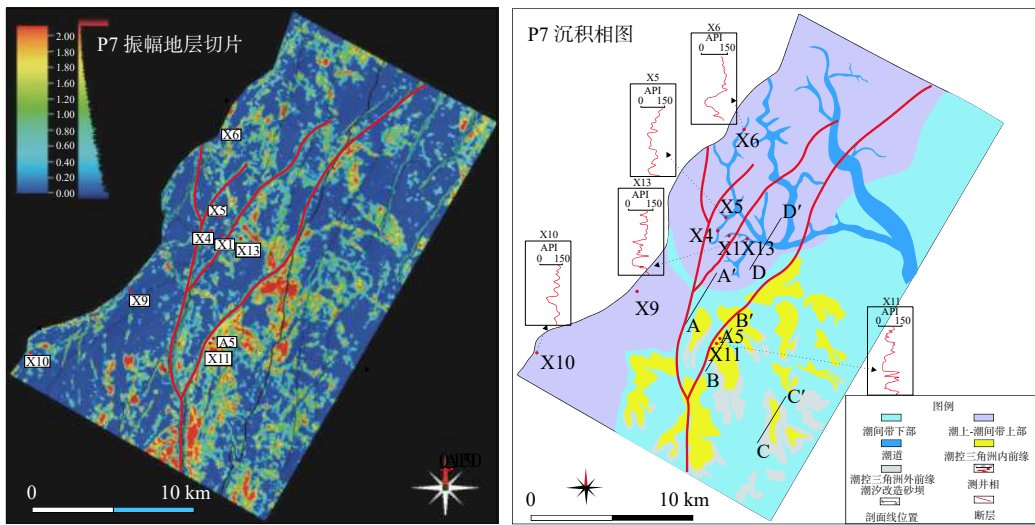 P7 振幅地层切片
2.00
1.80
1.60
1.40
1.20
1.00
0.80
0.60
0.40
0.20
0.00
X6
X5
X4
X1
X13
X9
A5
X11
X10
0
10 km
P7 沉积相图
X6
API
0 150
X5
API
0 150
X13
API
0 150
X10
API
0 150
X11
API
0 150
X6
X5
X4
X1
X13
D′
D
A′
A
X9
B′
A5
X11
B
X10
C′
C
0
10 km
图例
潮间带下部
潮上-潮间带上部
潮道
潮控三角洲内前缘
潮控三角洲外前缘
潮汐改造砂坝
测井相
剖面线位置
断层